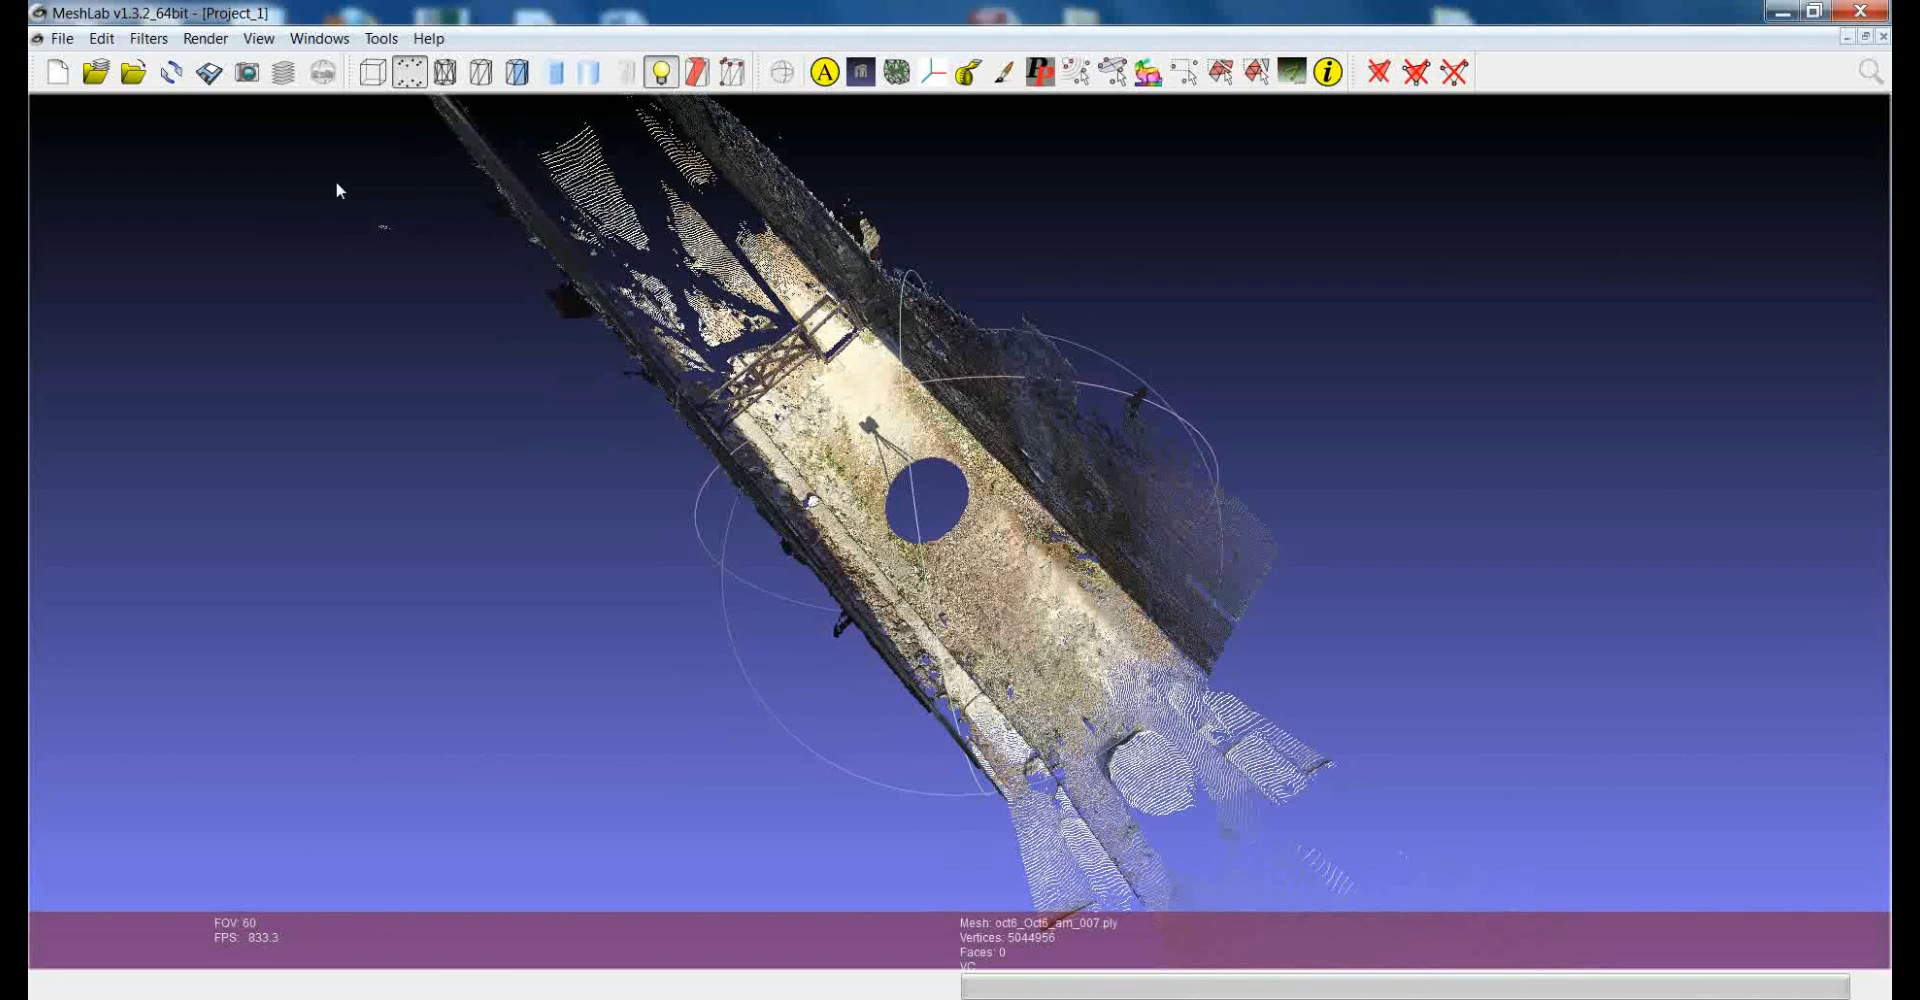 MeshLab v1.3.2_64bit - [Project_1]
File Edit Filters Render View Windows Tools Help
A
PP
i
FOV: 60
FPS: 833.3
Mesh: oct6_Oct6_am_007.ply
Vertices: 5044956
Faces: 0
VC